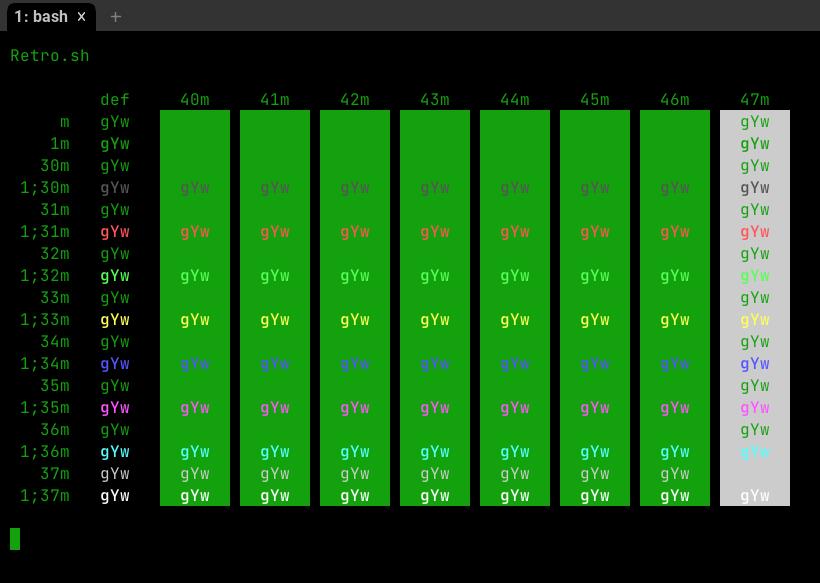 1: bash × +
Retro.sh
def 40m 41m 42m 43m 44m 45m 46m 47m
m gYw gYw
1m gYw gYw
30m gYw gYw
1;30m gYw gYw gYw gYw gYw gYw gYw gYw gYw
31m gYw gYw
1;31m gYw gYw gYw gYw gYw gYw gYw gYw gYw
32m gYw gYw
1;32m gYw gYw gYw gYw gYw gYw gYw gYw gYw
33m gYw gYw
1;33m gYw gYw gYw gYw gYw gYw gYw gYw gYw
34m gYw gYw
1;34m gYw gYw gYw gYw gYw gYw gYw gYw gYw
35m gYw gYw
1;35m gYw gYw gYw gYw gYw gYw gYw gYw gYw
36m gYw gYw
1;36m gYw gYw gYw gYw gYw gYw gYw gYw gYw
37m gYw gYw gYw gYw gYw gYw gYw gYw
1;37m gYw gYw gYw gYw gYw gYw gYw gYw gYw